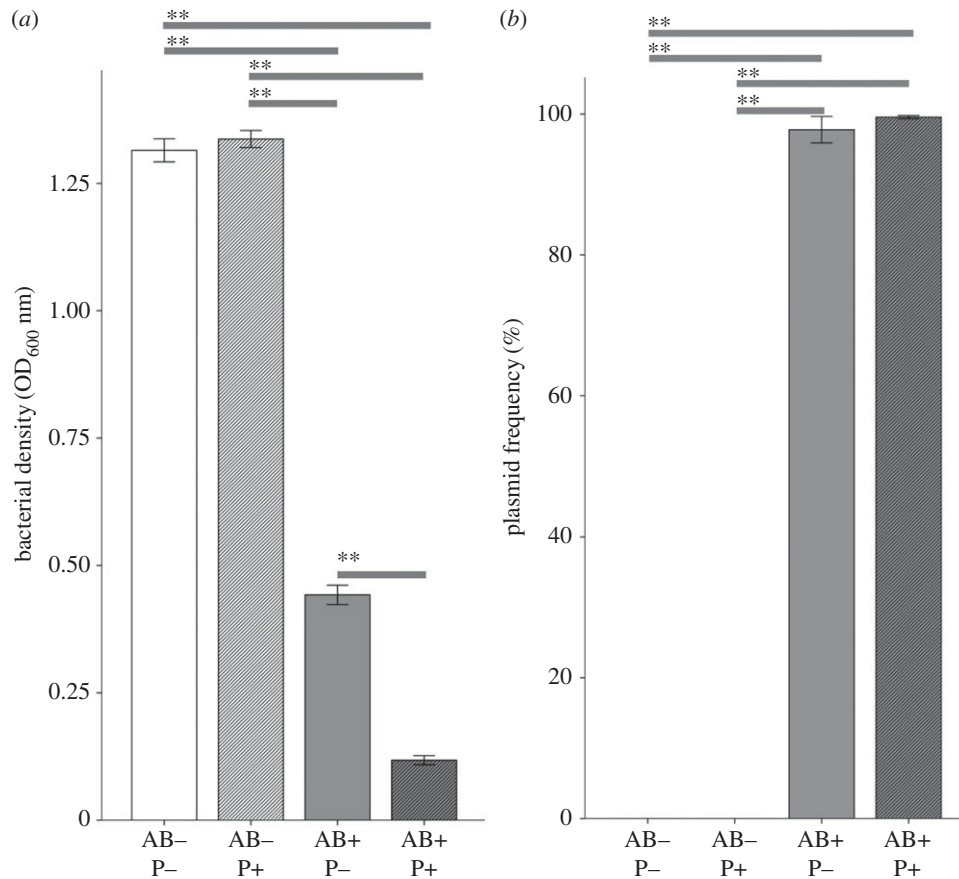 (a)
**
**
**
**
1.25
1.00
0.75
0.50
0.25
0
bacterial density (OD600 nm)
**
AB– AB– AB+ AB+
P– P+ P– P+
(b)
**
**
**
**
100
80
60
40
20
0
plasmid frequency (%)
AB– AB– AB+ AB+
P– P+ P– P+